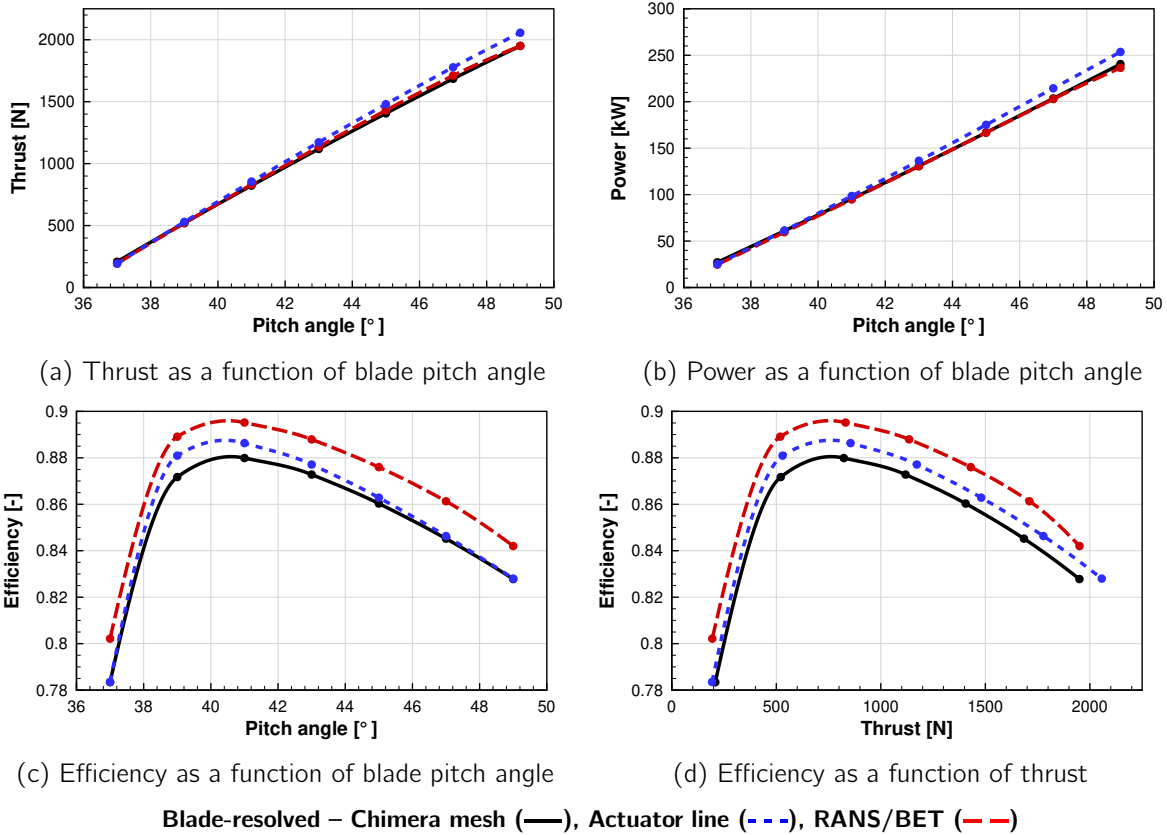 Thrust [N]
2000
1500
1000
500
0
36 38 40 42 44 46 48 50
Pitch angle [° ]
(a) Thrust as a function of blade pitch angle
Power [kW]
300
250
200
150
100
50
0
36 38 40 42 44 46 48 50
Pitch angle [° ]
(b) Power as a function of blade pitch angle
Efficiency [-]
0.9
0.88
0.86
0.84
0.82
0.8
0.78
36 38 40 42 44 46 48 50
Pitch angle [° ]
(c) Efficiency as a function of blade pitch angle
Efficiency [-]
0.9
0.88
0.86
0.84
0.82
0.8
0.78
0 500 1000 1500 2000
Thrust [N]
(d) Efficiency as a function of thrust
Blade-resolved – Chimera mesh (), Actuator line (), RANS/BET ()